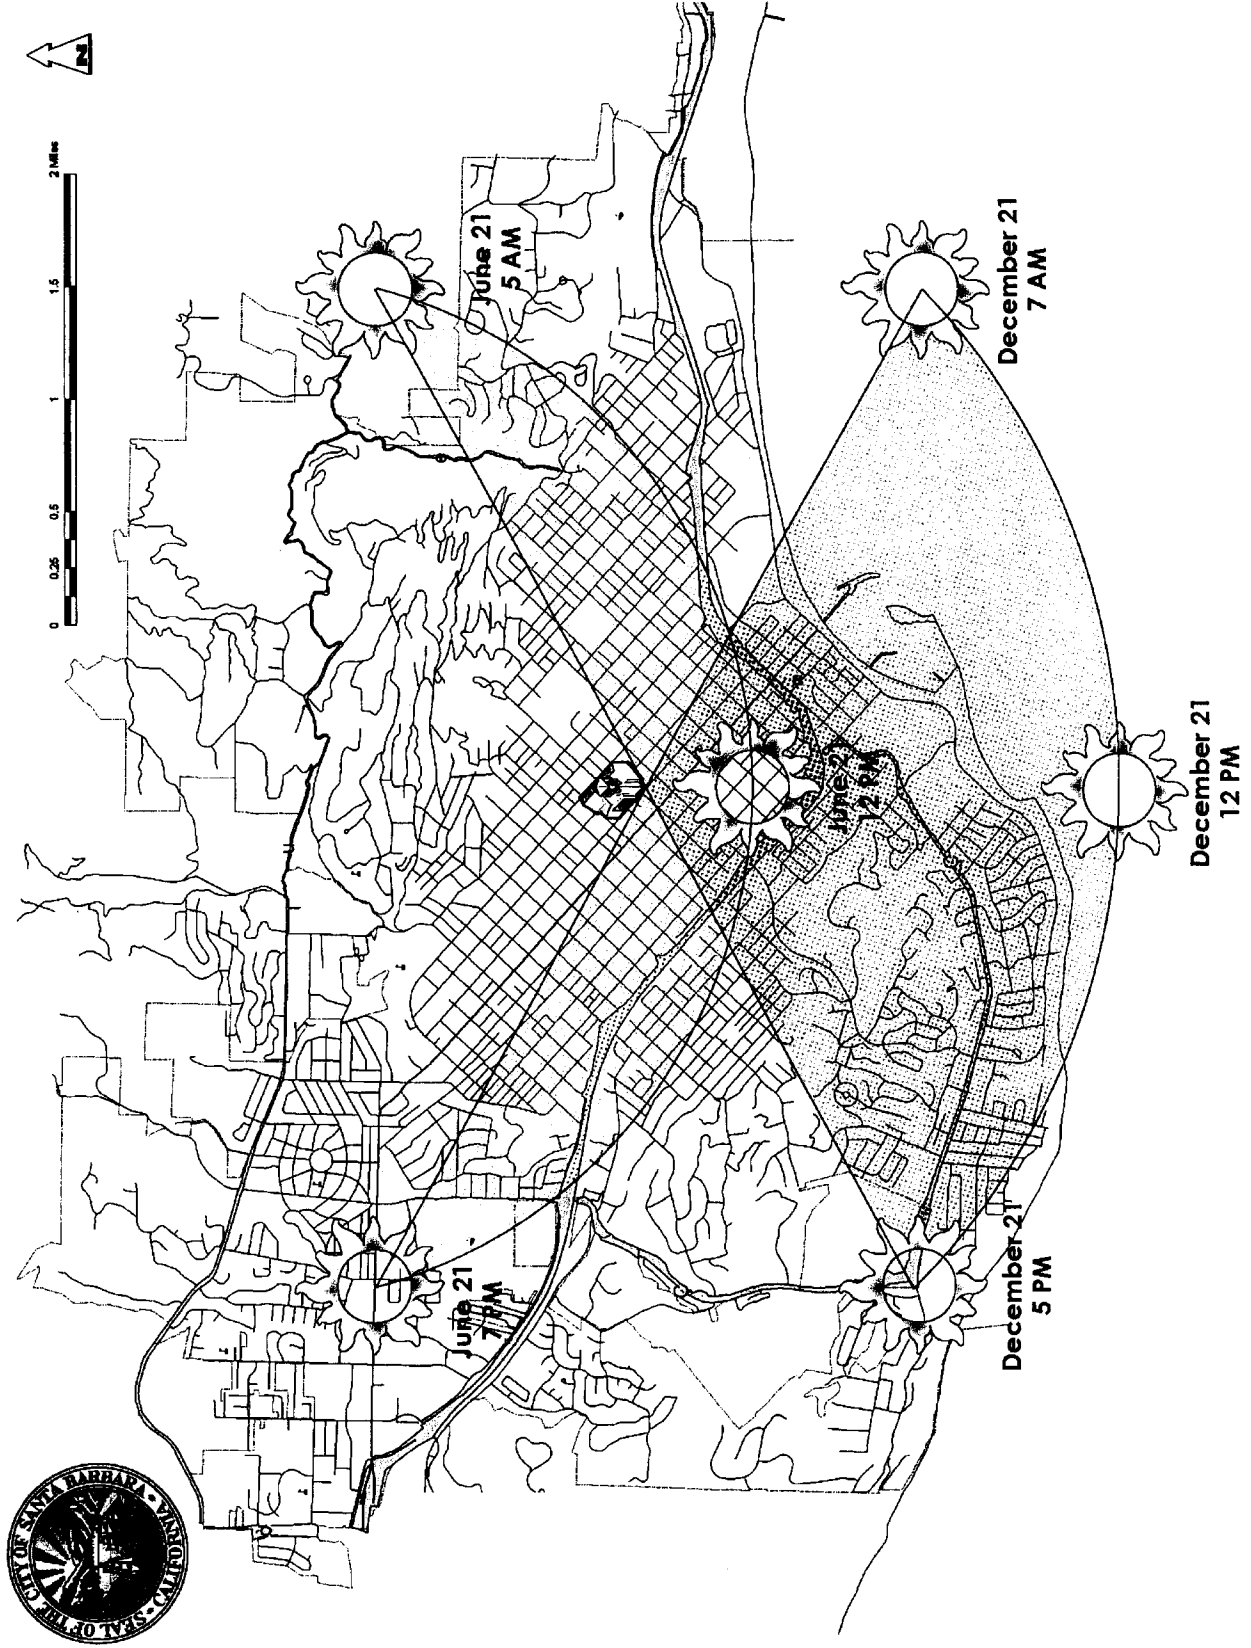 SEAL OF THE CITY OF SANTA BARBARA • CALIFORNIA •
0 0.25 0.5 1 1.5 2 Miles
N
June 21
7 PM
June 21
5 AM
June 21
12 PM
December 21
5 PM
December 21
7 AM
December 21
12 PM